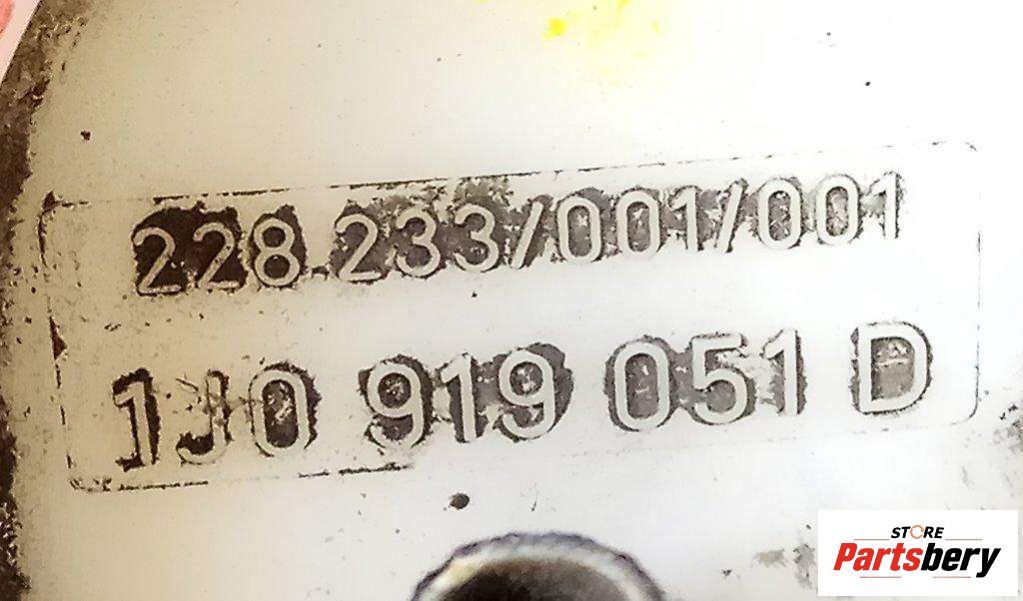 228.233/001/001
1J0 919 051 D
STORE
Partsbery